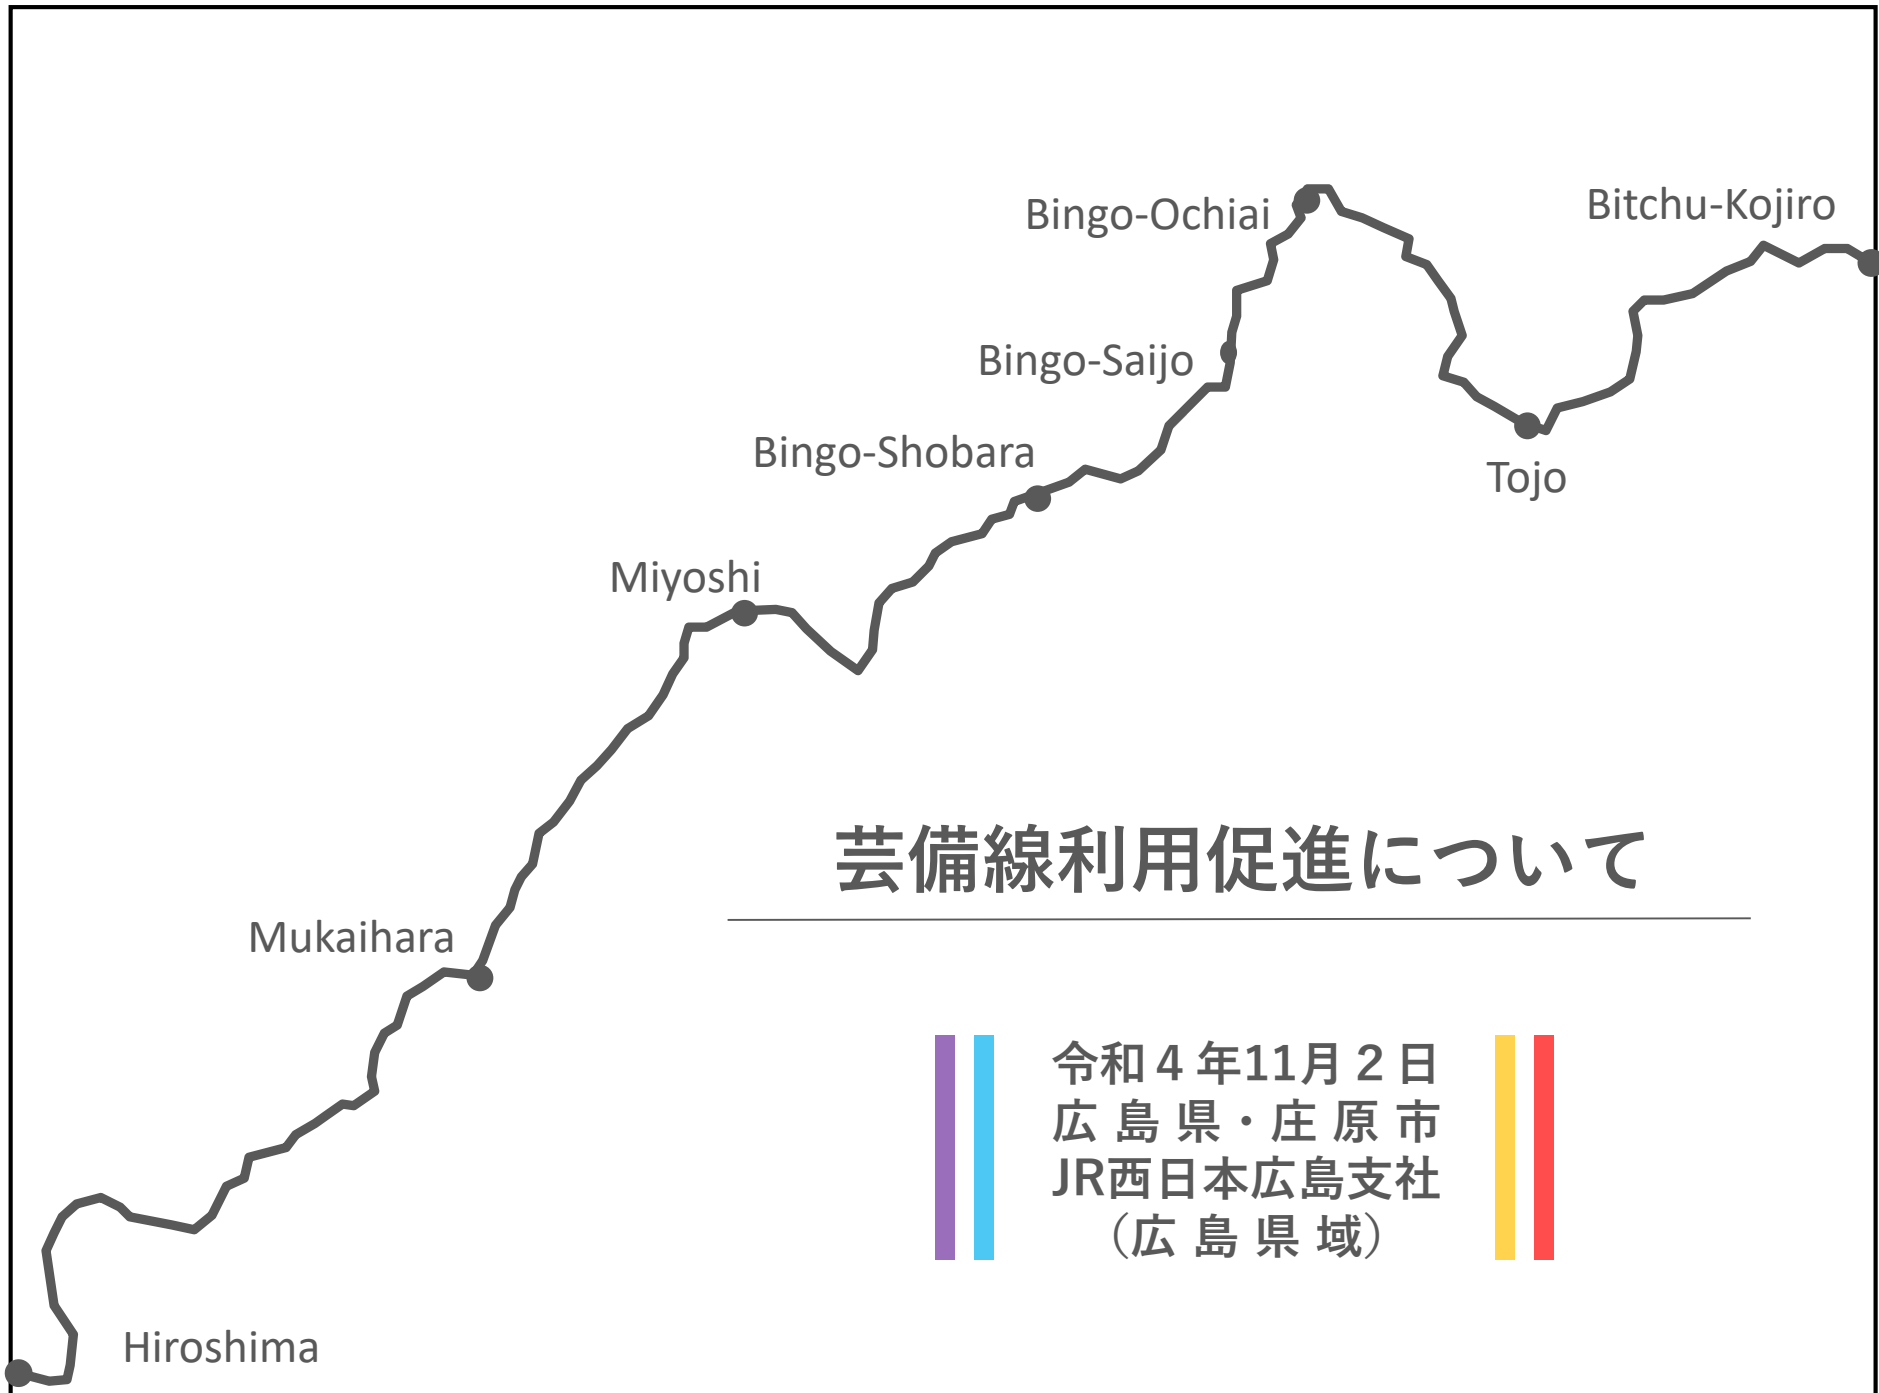 Bingo-Ochiai
Bitchu-Kojiro
Bingo-Saijo
Bingo-Shobara
Tojo
Miyoshi
芸備線利用促進について
Mukaihara
令和４年11月２日
広島県・庄原市
JR西日本広島支社
（広島県域）
Hiroshima